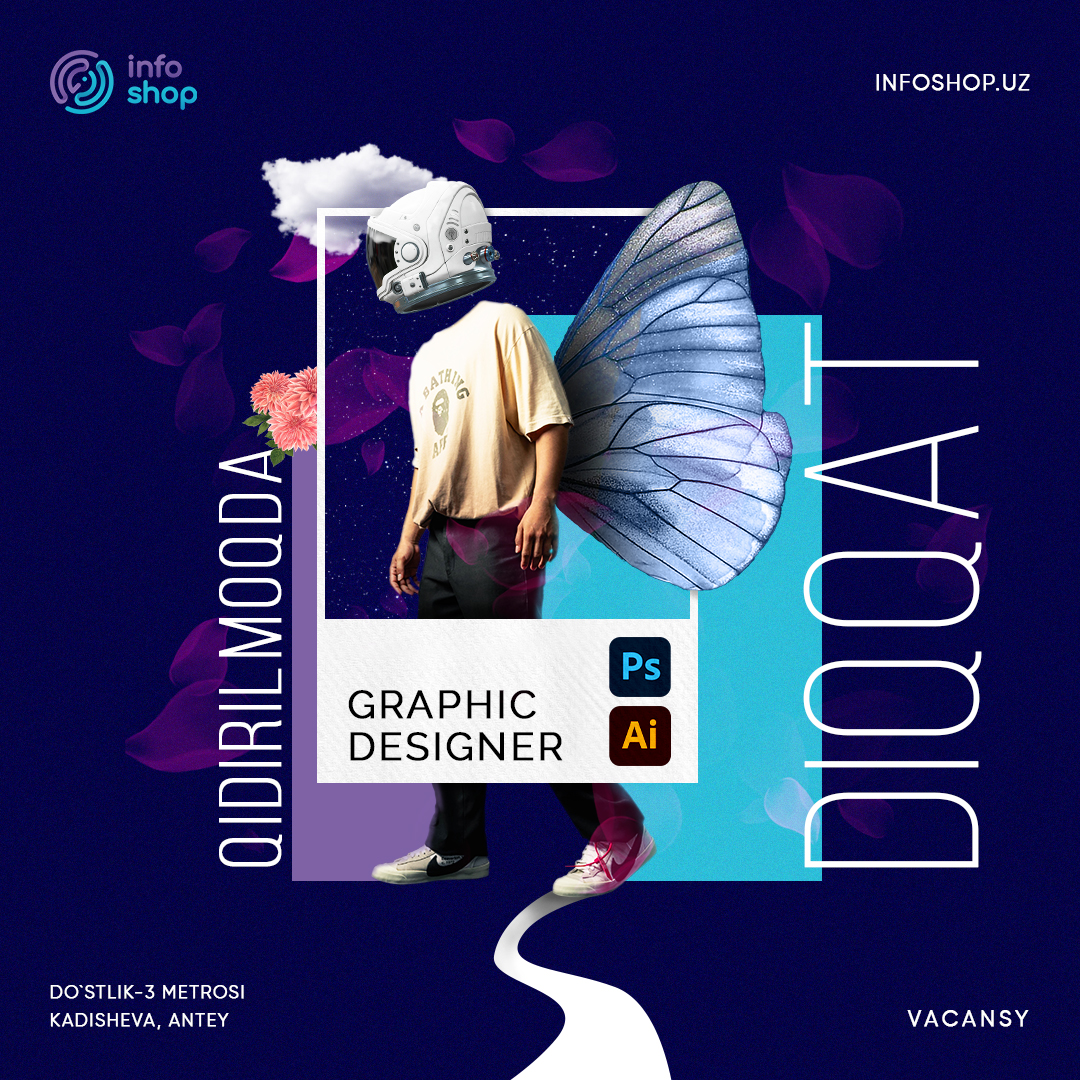 info
shop
INFOSHOP.UZ
BATHING
APE
QIDIRILMOQDA
DIQQAT
GRAPHIC
DESIGNER
Ps
Ai
DO`STLIK-3 METROSI
KADISHEVA, ANTEY
VACANSY